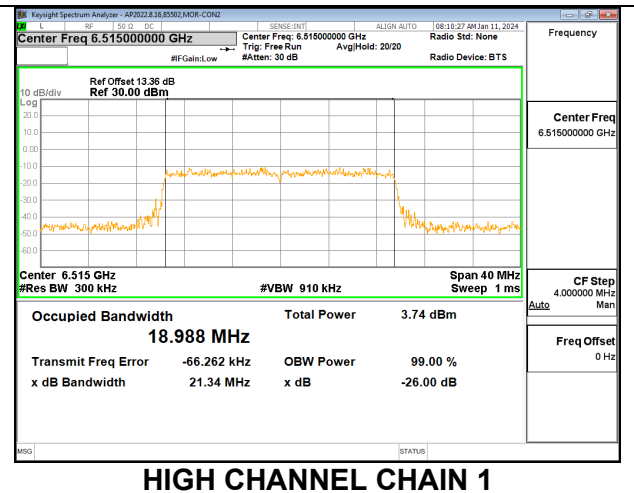 Keysight Spectrum Analyzer - AP2022.8.16,85502,MOR-CON2
L RF 50 Ω DC SENSE:INT ALIGN AUTO 08:10:27 AM Jan 11, 2024
Center Freq 6.515000000 GHz
Center Freq: 6.515000000 GHz
Radio Std: None
Trig: Free Run Avg|Hold: 20/20
#IFGain:Low #Atten: 30 dB Radio Device: BTS
Frequency
Ref Offset 13.36 dB
10 dB/div Ref 30.00 dBm
Log
20.0
10.0
0.00
-10.0
-20.0
-30.0
-40.0
-50.0
-60.0
Center Freq
6.515000000 GHz
Center 6.515 GHz Span 40 MHz
#Res BW 300 kHz #VBW 910 kHz Sweep 1 ms
CF Step
4.000000 MHz
Auto Man
Freq Offset
0 Hz
Occupied Bandwidth Total Power 3.74 dBm
18.988 MHz
Transmit Freq Error -66.262 kHz OBW Power 99.00 %
x dB Bandwidth 21.34 MHz x dB -26.00 dB
MSG STATUS
HIGH CHANNEL CHAIN 1